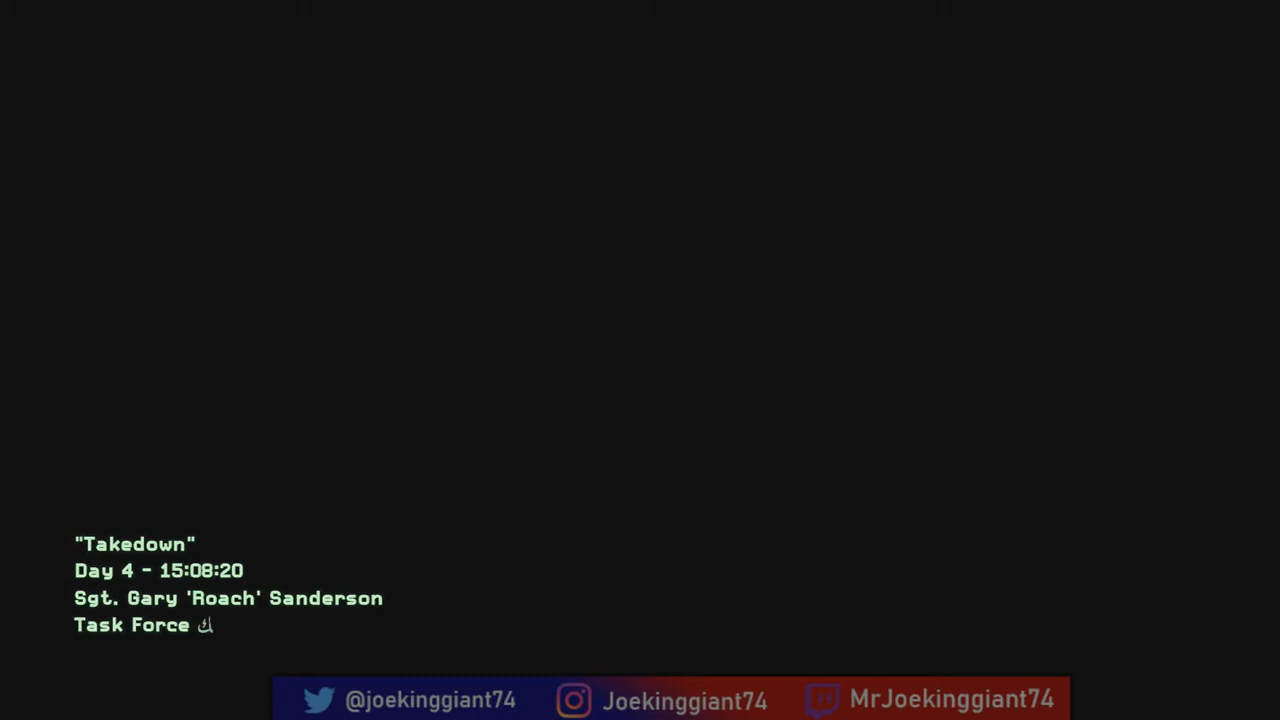 "Takedown"
Day 4 - 15:08:20
Sgt. Gary 'Roach' Sanderson
Task Force
@joekinggiant74
Joekinggiant74
MrJoekinggiant74